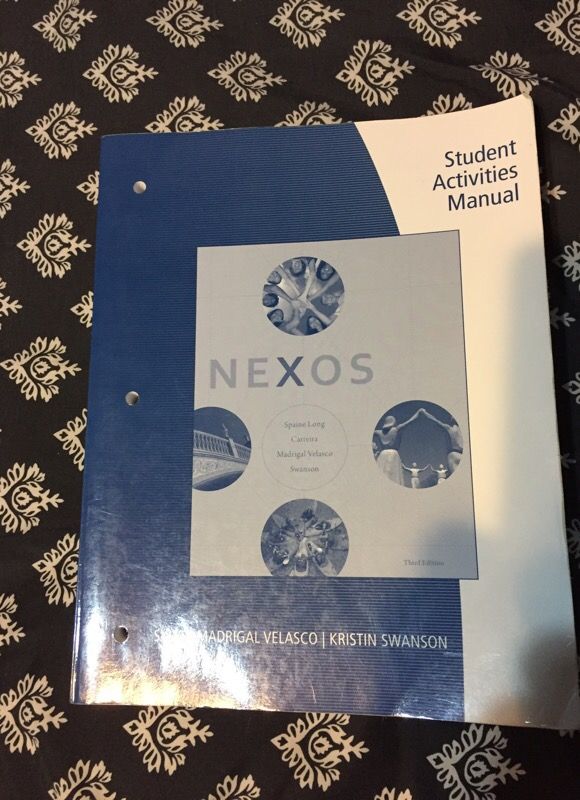 Student
Activities
Manual
NEXOS
Spaine Long
Carreira
Madrigal Velasco
Swanson
Third Edition
MADRIGAL VELASCO | KRISTIN SWANSON